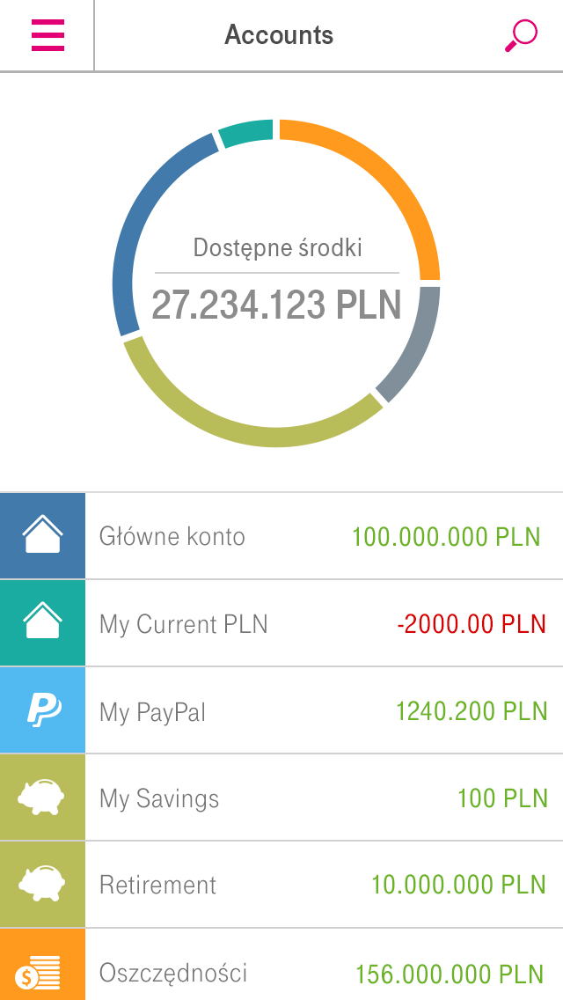 Accounts
Dostępne środki
27.234.123 PLN
Główne konto 100.000.000 PLN
My Current PLN -2000.00 PLN
My PayPal 1240.200 PLN
My Savings 100 PLN
Retirement 10.000.000 PLN
Oszczędności 156.000.000 PLN